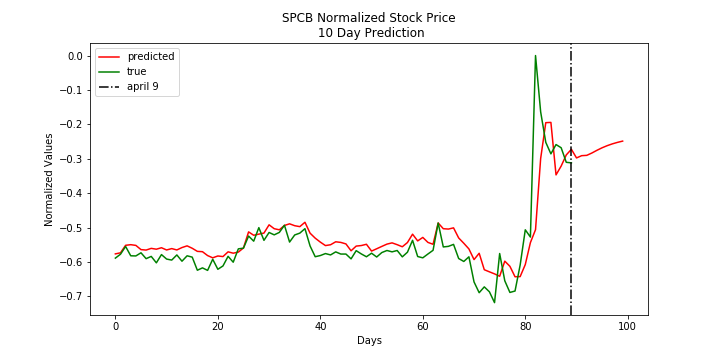 SPCB Normalized Stock Price
10 Day Prediction
predicted
true
april 9
Normalized Values
0.0
−0.1
−0.2
−0.3
−0.4
−0.5
−0.6
−0.7
0 20 40 60 80 100
Days